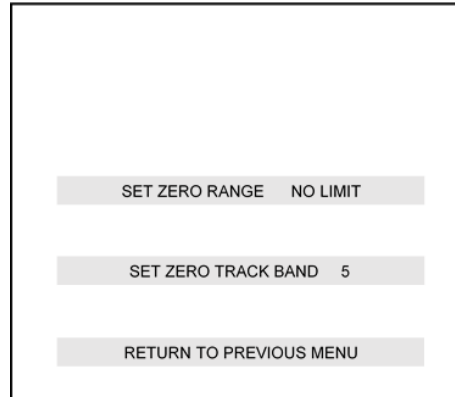 SET ZERO RANGE NO LIMIT
SET ZERO TRACK BAND 5
RETURN TO PREVIOUS MENU